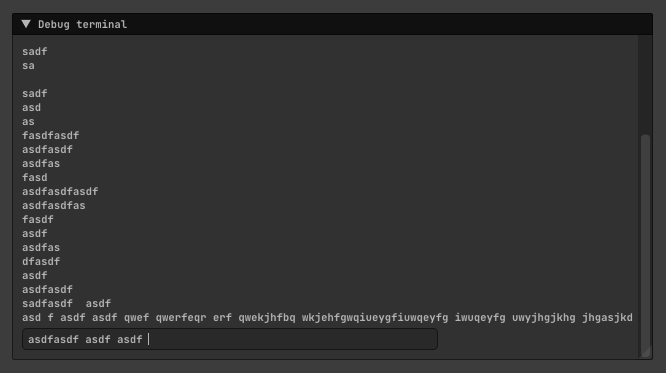 Debug terminal
sadf
sa
sadf
asd
as
fasdfasdf
asdfasdf
asdfas
fasd
asdfasdfasdf
asdfasdfas
fasdf
asdf
asdfas
dfasdf
asdf
asdfasdf
sadfasdf  asdf
asd f asdf asdf qwef qwerfeqr erf qwekjhfbq wkjehfgwqiueygfiuwqeyfg iwuqeyfg uwyjhgjkhg jhgasjkd
asdfasdf asdf asdf